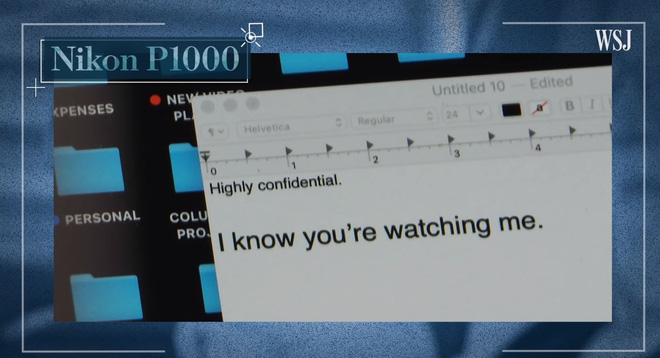 Nikon P1000
WSJ
XPENSES
NEW VIDEO
PL
Untitled 10 — Edited
Helvetica
Regular
24
a
B
I
0
1
2
3
4
Highly confidential.
PERSONAL
COLU
PRO
I know you're watching me.